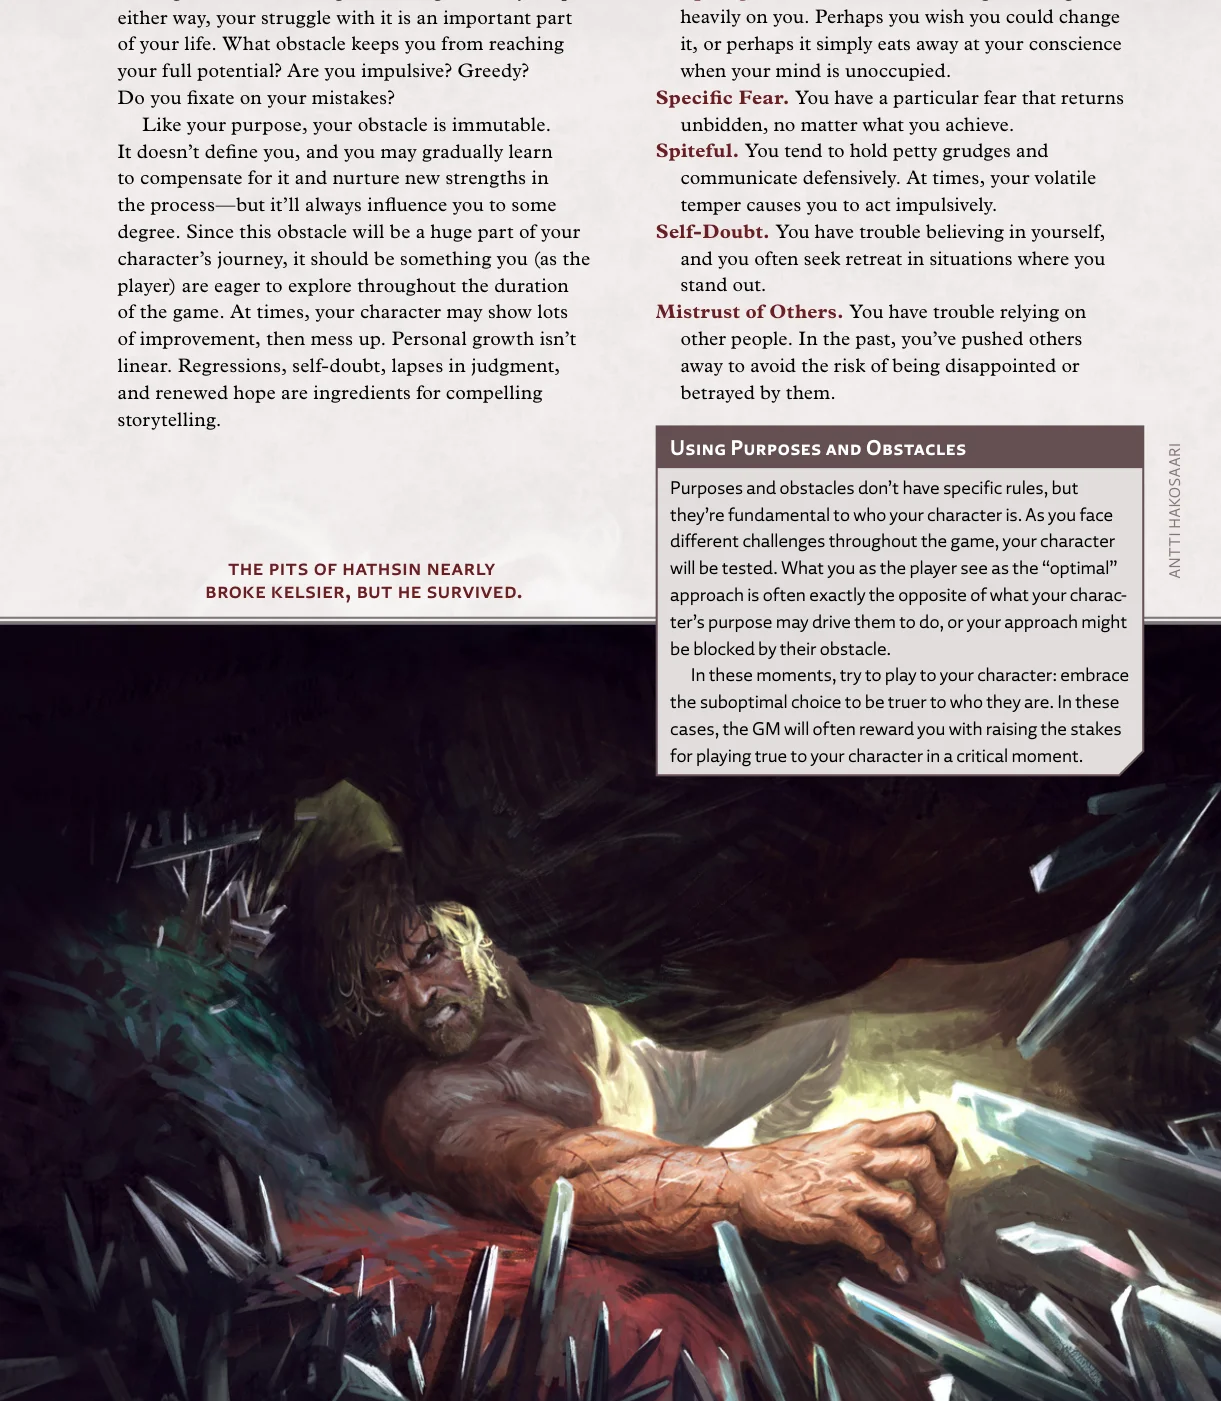 either way, your struggle with it is an important part
of your life. What obstacle keeps you from reaching
your full potential? Are you impulsive? Greedy?
Do you fixate on your mistakes?
Like your purpose, your obstacle is immutable.
It doesn’t define you, and you may gradually learn
to compensate for it and nurture new strengths in
the process—but it’ll always influence you to some
degree. Since this obstacle will be a huge part of your
character’s journey, it should be something you (as the
player) are eager to explore throughout the duration
of the game. At times, your character may show lots
of improvement, then mess up. Personal growth isn’t
linear. Regressions, self-doubt, lapses in judgment,
and renewed hope are ingredients for compelling
storytelling.
THE PITS OF HATHSIN NEARLY
BROKE KELSIER, BUT HE SURVIVED.
heavily on you. Perhaps you wish you could change
it, or perhaps it simply eats away at your conscience
when your mind is unoccupied.
Specific Fear. You have a particular fear that returns
unbidden, no matter what you achieve.
Spiteful. You tend to hold petty grudges and
communicate defensively. At times, your volatile
temper causes you to act impulsively.
Self-Doubt. You have trouble believing in yourself,
and you often seek retreat in situations where you
stand out.
Mistrust of Others. You have trouble relying on
other people. In the past, you’ve pushed others
away to avoid the risk of being disappointed or
betrayed by them.
Using Purposes and Obstacles
Purposes and obstacles don’t have specific rules, but
they’re fundamental to who your character is. As you face
different challenges throughout the game, your character
will be tested. What you as the player see as the “optimal”
approach is often exactly the opposite of what your charac-
ter’s purpose may drive them to do, or your approach might
be blocked by their obstacle.
In these moments, try to play to your character: embrace
the suboptimal choice to be truer to who they are. In these
cases, the GM will often reward you with raising the stakes
for playing true to your character in a critical moment.
ANTTI HAKOSAARI